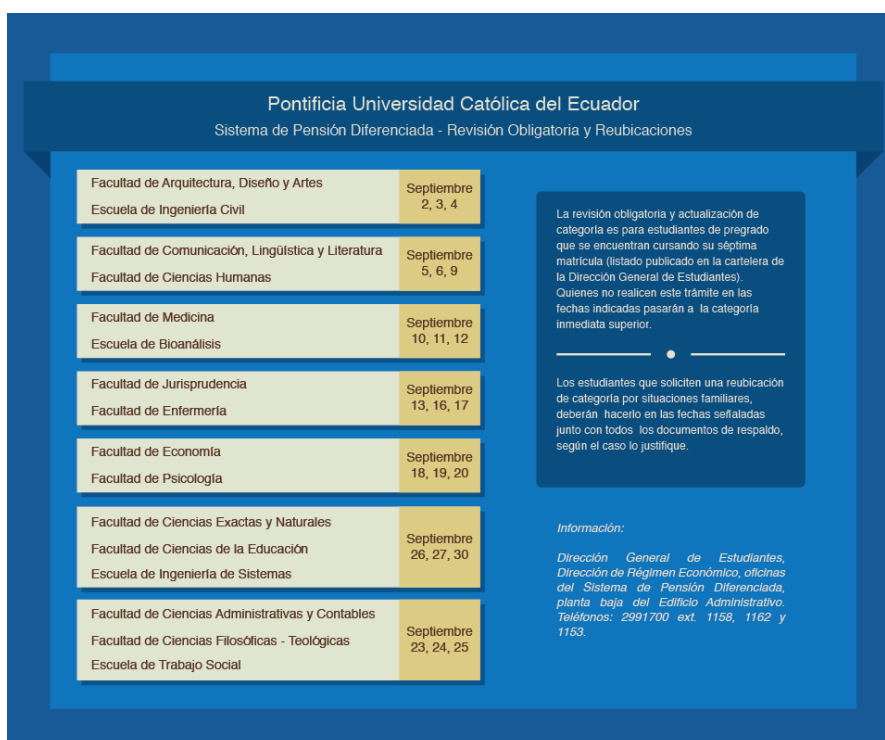 Pontificia Universidad Católica del Ecuador
Sistema de Pensión Diferenciada - Revisión Obligatoria y Reubicaciones
Facultad de Arquitectura, Diseño y Artes
Escuela de Ingeniería Civil
Septiembre
2, 3, 4
Facultad de Comunicación, Lingüística y Literatura
Facultad de Ciencias Humanas
Septiembre
5, 6, 9
Facultad de Medicina
Escuela de Bioanálisis
Septiembre
10, 11, 12
Facultad de Jurisprudencia
Facultad de Enfermería
Septiembre
13, 16, 17
Facultad de Economía
Facultad de Psicología
Septiembre
18, 19, 20
Facultad de Ciencias Exactas y Naturales
Facultad de Ciencias de la Educación
Escuela de Ingeniería de Sistemas
Septiembre
26, 27, 30
Facultad de Ciencias Administrativas y Contables
Facultad de Ciencias Filosóficas - Teológicas
Escuela de Trabajo Social
Septiembre
23, 24, 25
La revisión obligatoria y actualización de
categoría es para estudiantes de pregrado
que se encuentran cursando su séptima
matrícula (listado publicado en la cartelera de
la Dirección General de Estudiantes).
Quienes no realicen este trámite en las
fechas indicadas pasarán a la categoría
inmediata superior.
Los estudiantes que soliciten una reubicación
de categoría por situaciones familiares,
deberán hacerlo en las fechas señaladas
junto con todos los documentos de respaldo,
según el caso lo justifique.
Información:
Dirección General de Estudiantes,
Dirección de Régimen Económico, oficinas
del Sistema de Pensión Diferenciada,
planta baja del Edificio Administrativo.
Teléfonos: 2991700 ext. 1158, 1162 y
1153.